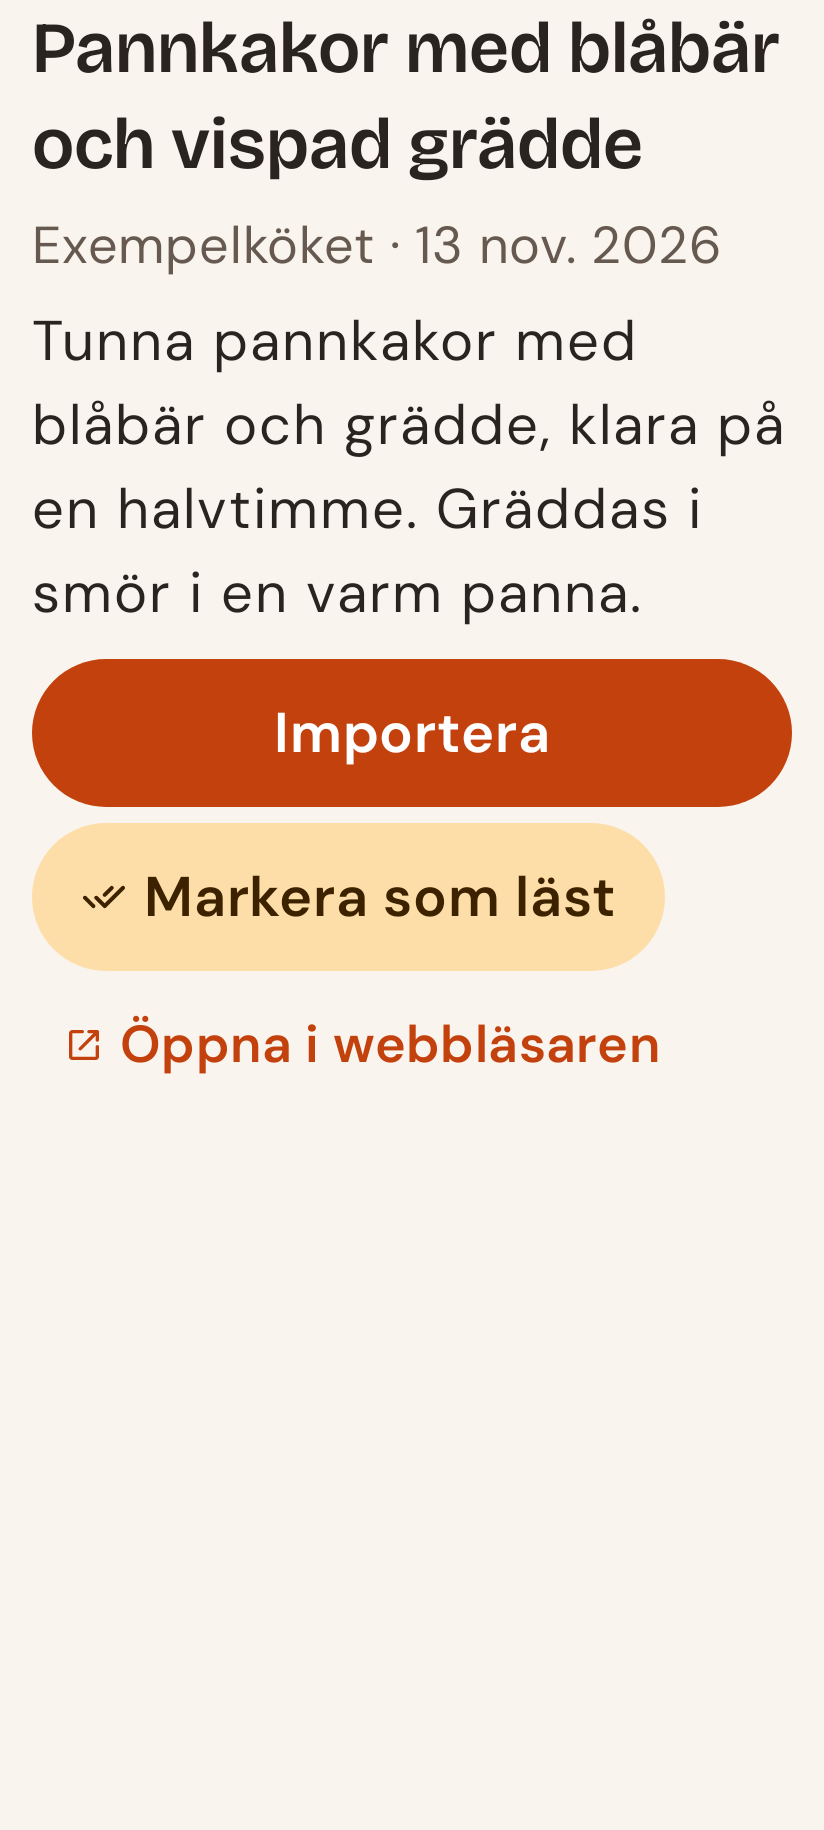 Pannkakor med blåbär
och vispad grädde
Exempelköket · 13 nov. 2026
Tunna pannkakor med
blåbär och grädde, klara på
en halvtimme. Gräddas i
smör i en varm panna.
Importera
Markera som läst
Öppna i webbläsaren